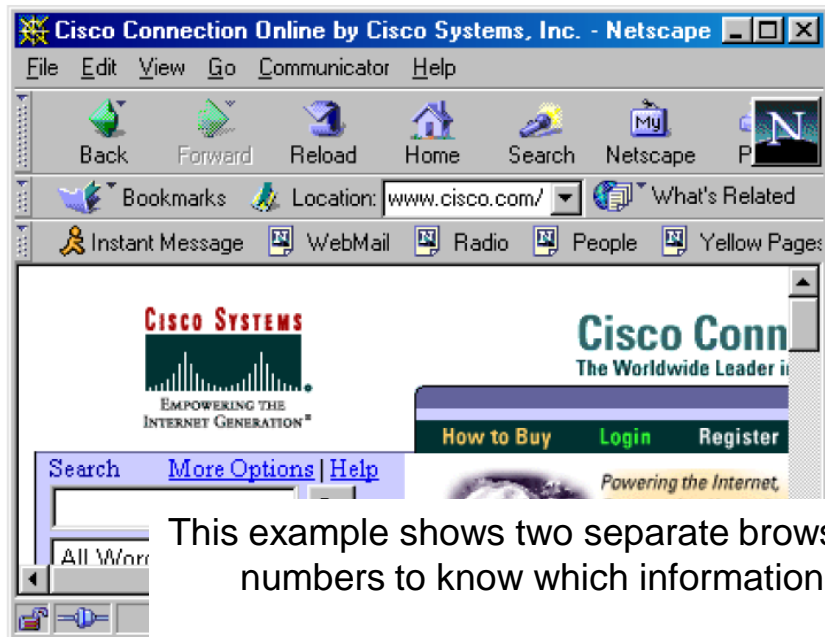 Cisco Connection Online by Cisco Systems, Inc. - Netscape
File Edit View Go Communicator Help
Back Forward Reload Home Search Netscape
My
N
Bookmarks Location: www.cisco.com/ What's Related
Instant Message WebMail Radio People Yellow Pages
CISCO SYSTEMS
EMPOWERING THE
INTERNET GENERATION
Cisco Conn
The Worldwide Leader i
How to Buy Login Register
Search More Options | Help
Powering the Internet,
All Wor
This example shows two separate brows
numbers to know which information